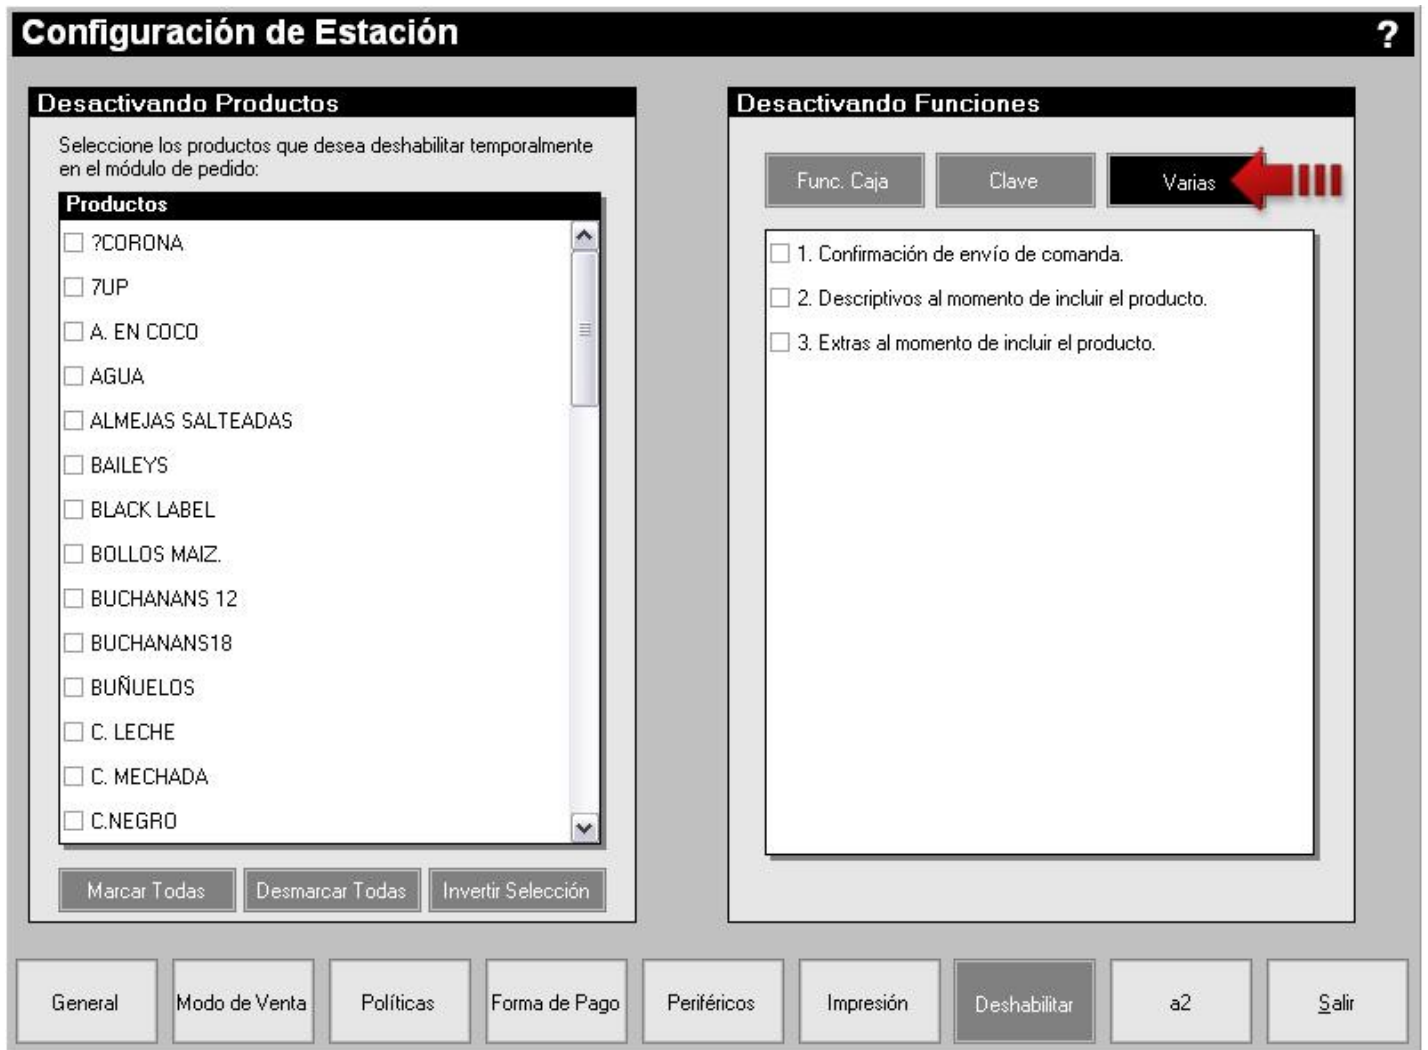 Configuración de Estación
?
Desactivando Productos
Seleccione los productos que desea deshabilitar temporalmente
en el módulo de pedido:
Productos
?CORONA
7UP
A. EN COCO
AGUA
ALMEJAS SALTEADAS
BAILEYS
BLACK LABEL
BOLLOS MAIZ.
BUCHANANS 12
BUCHANANS18
BUÑUELOS
C. LECHE
C. MECHADA
C.NEGRO
Marcar Todas
Desmarcar Todas
Invertir Selección
Desactivando Funciones
Func. Caja
Clave
Varias
1. Confirmación de envío de comanda.
2. Descriptivos al momento de incluir el producto.
3. Extras al momento de incluir el producto.
General
Modo de Venta
Políticas
Forma de Pago
Periféricos
Impresión
Deshabilitar
a2
Salir